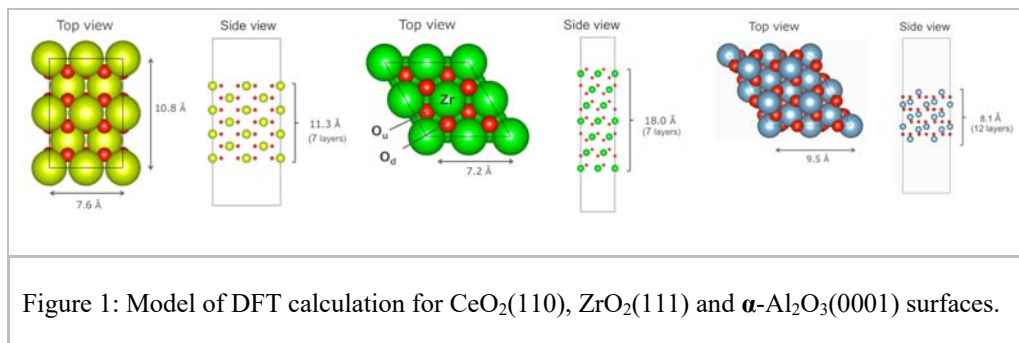 Top view
Side view
Top view
Side view
Top view
Side view
10.8 Å
11.3 Å
(7 layers)
7.6 Å
Zr
Oᵤ
O_d
7.2 Å
18.0 Å
(7 layers)
9.5 Å
8.1 Å
(12 layers)
Figure 1: Model of DFT calculation for CeO₂(110), ZrO₂(111) and α-Al₂O₃(0001) surfaces.